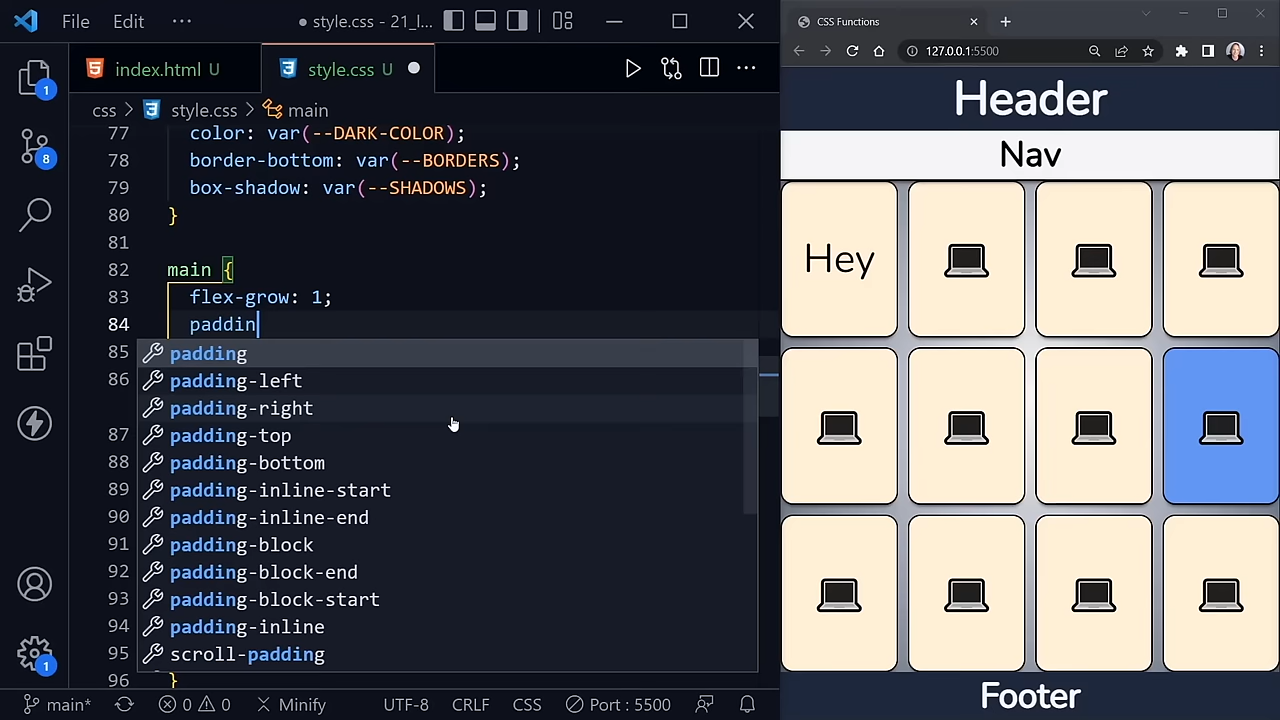 File Edit ··· ● style.css - 21_l...
index.html U style.css U ●
css > style.css > main
77 color: var(--DARK-COLOR);
78 border-bottom: var(--BORDERS);
79 box-shadow: var(--SHADOWS);
80 }
81
82 main {
83 flex-grow: 1;
84 paddin
85 padding
86 padding-left
padding-right
87 padding-top
88 padding-bottom
89 padding-inline-start
90 padding-inline-end
91 padding-block
92 padding-block-end
93 padding-block-start
94 padding-inline
95 scroll-padding
96 }
1
8
1
main* 0 0 Minify UTF-8 CRLF CSS Port : 5500
CSS Functions
127.0.0.1:5500
Header
Nav
Hey
Footer